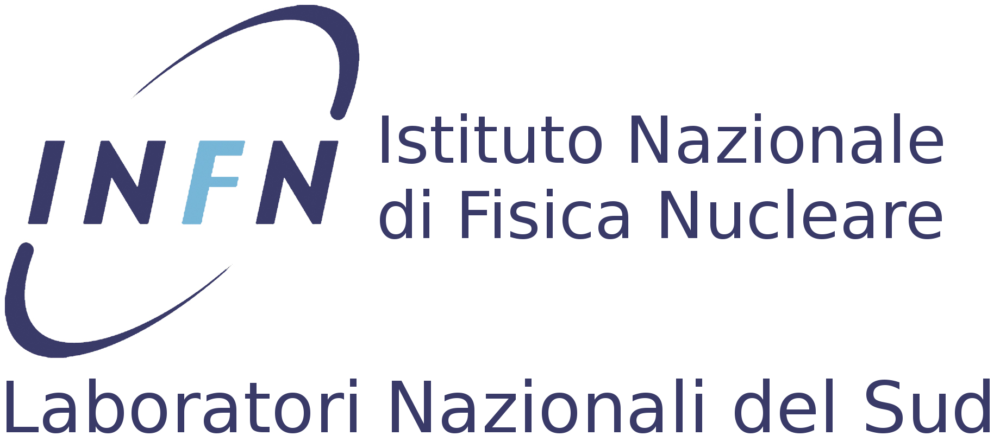 INFN
Istituto Nazionale
di Fisica Nucleare
Laboratori Nazionali del Sud